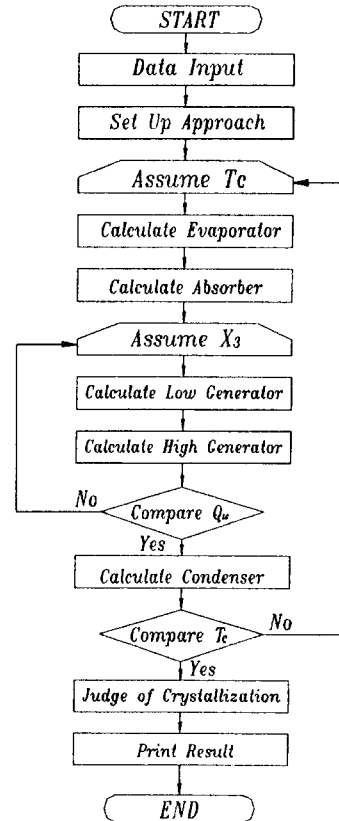 START
Data Input
Set Up Approach
Assume Tc
Calculate Evaporator
Calculate Absorber
Assume X3
Calculate Low Generator
Calculate High Generator
No
Compare Qu
Yes
Calculate Condenser
No
Compare Tc
Yes
Judge of Crystallization
Print Result
END